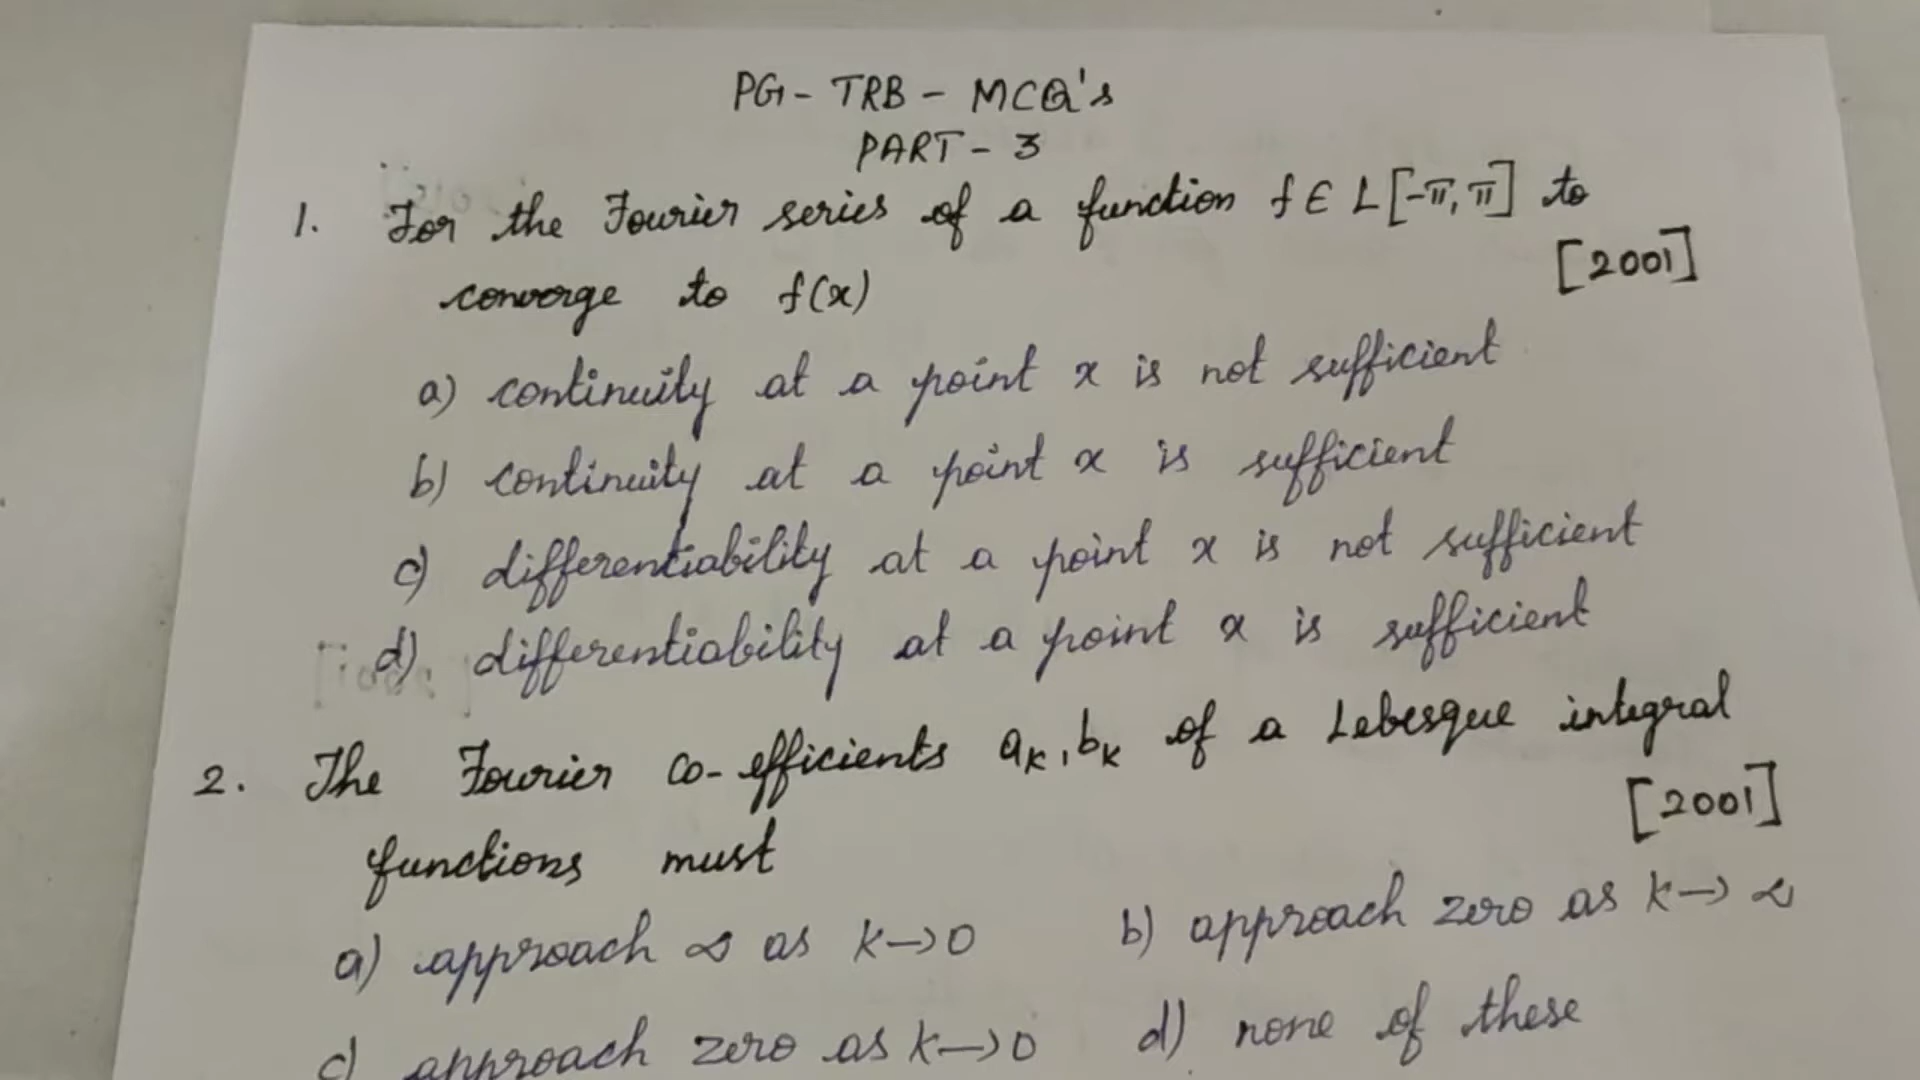 PG - TRB - MCQ's
PART - 3
1. For the Fourier series of a function f ∈ L[-π, π] to
converge to f(x) [2001]
a) continuity at a point x is not sufficient
b) continuity at a point x is sufficient
c) differentiability at a point x is not sufficient
d) differentiability at a point x is sufficient
2. The Fourier co-efficients aₖ, bₖ of a Lebesgue integral
functions must [2001]
a) approach ∞ as k→0 b) approach zero as k→∞
c) approach zero as k→0 d) none of these